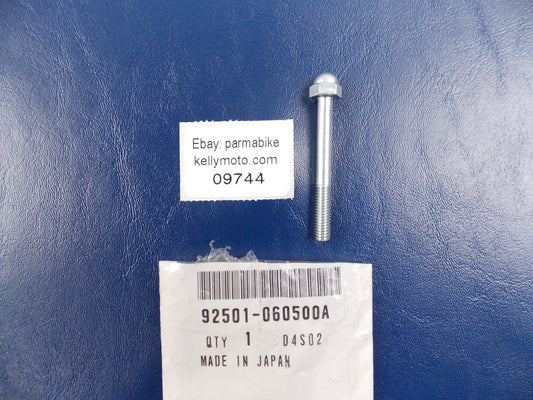 Ebay: parmabike
kellymoto.com
09744
92501-060500A
QTY 1 D4S02
MADE IN JAPAN